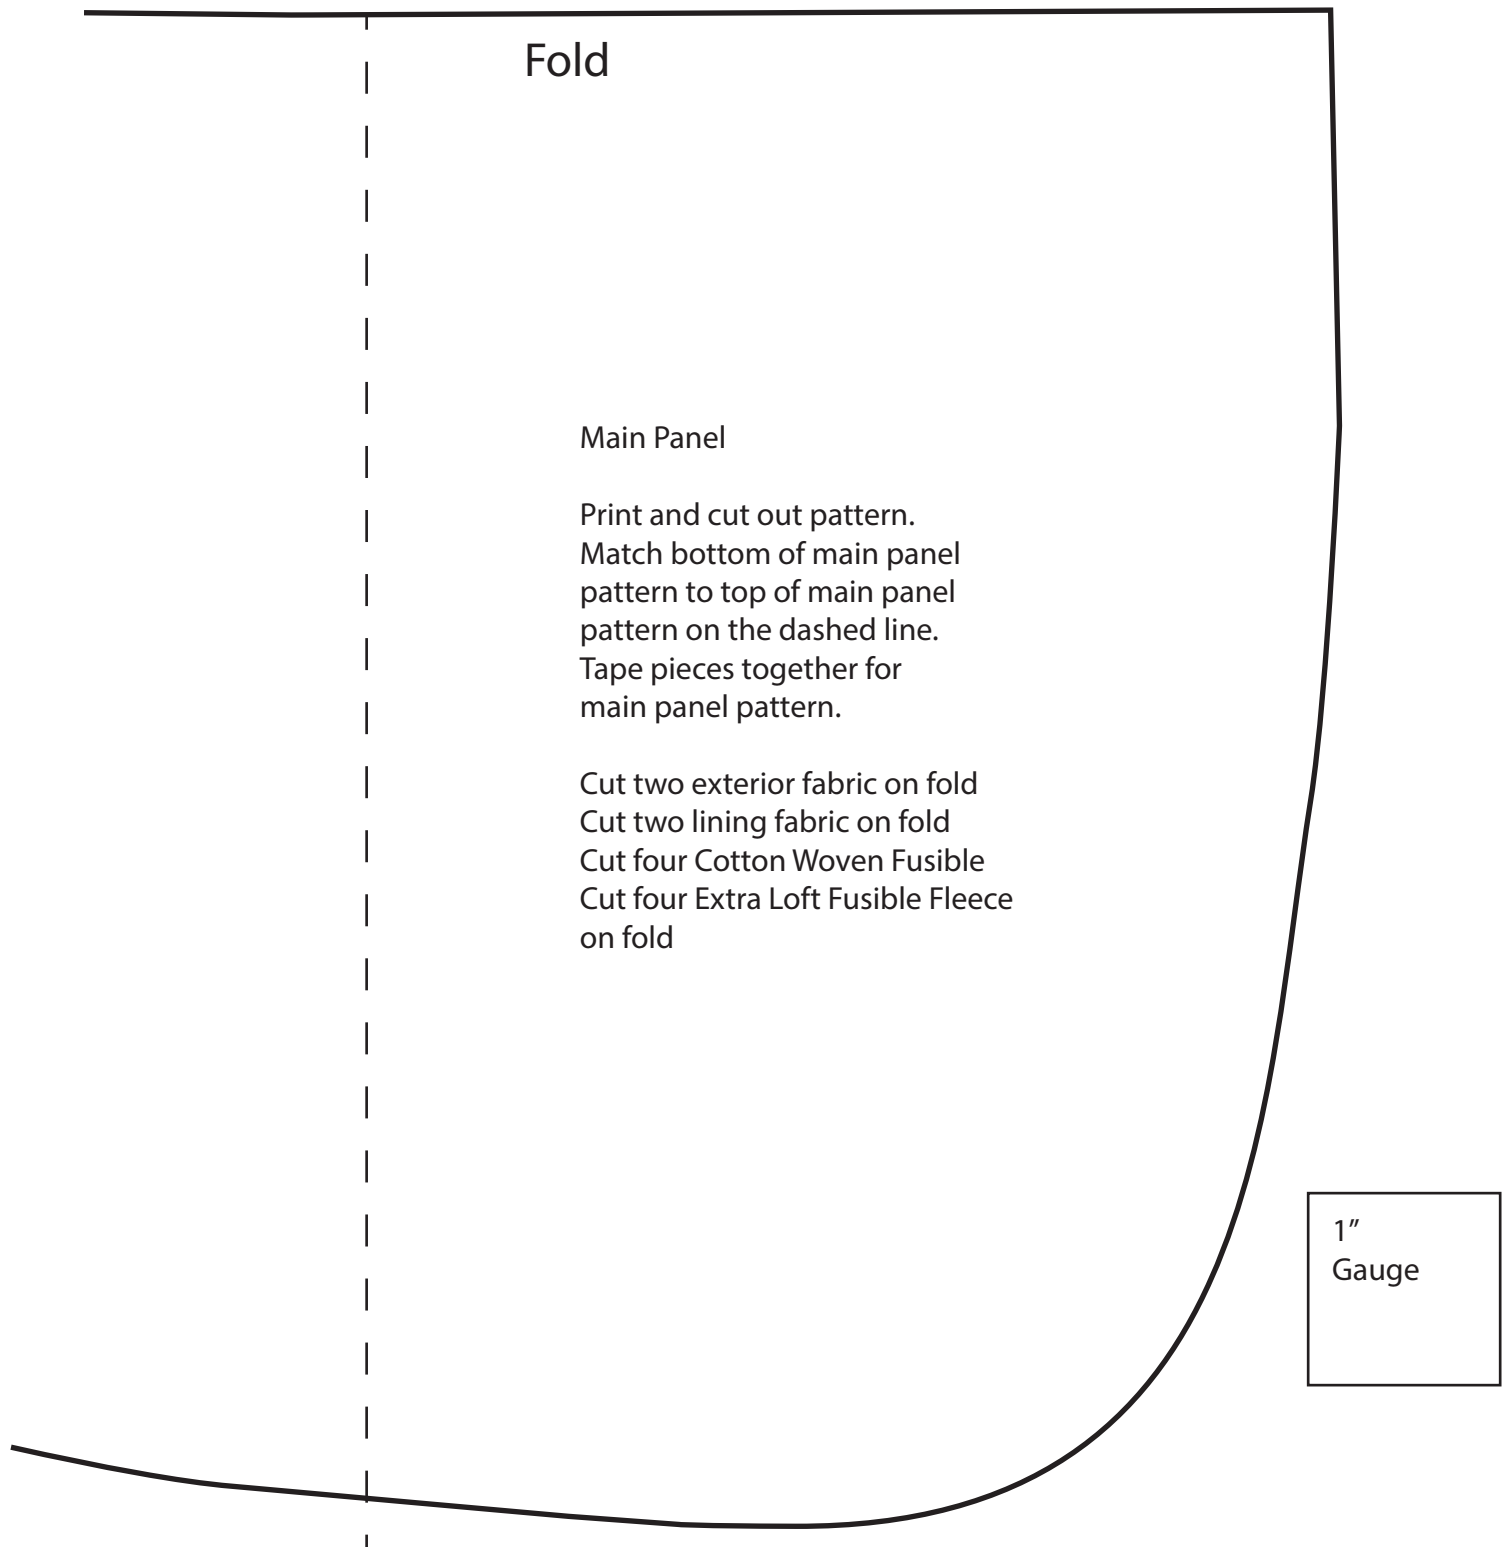 Fold
Main Panel
Print and cut out pattern.
Match bottom of main panel
pattern to top of main panel
pattern on the dashed line.
Tape pieces together for
main panel pattern.
Cut two exterior fabric on fold
Cut two lining fabric on fold
Cut four Cotton Woven Fusible
Cut four Extra Loft Fusible Fleece
on fold
1”
Gauge